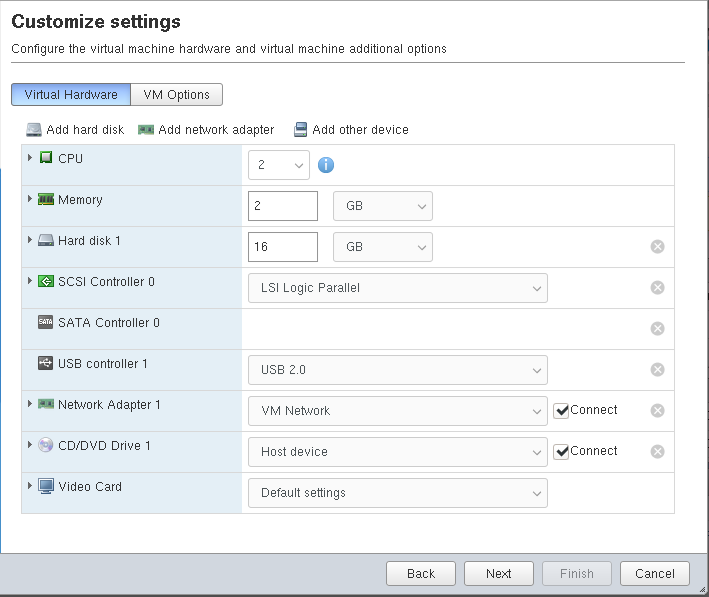 Customize settings
Configure the virtual machine hardware and virtual machine additional options
Virtual Hardware VM Options
Add hard disk Add network adapter Add other device
CPU 2 i
Memory 2 GB
Hard disk 1 16 GB
SCSI Controller 0 LSI Logic Parallel
SATA SATA Controller 0
USB controller 1 USB 2.0
Network Adapter 1 VM Network Connect
CD/DVD Drive 1 Host device Connect
Video Card Default settings
Back Next Finish Cancel